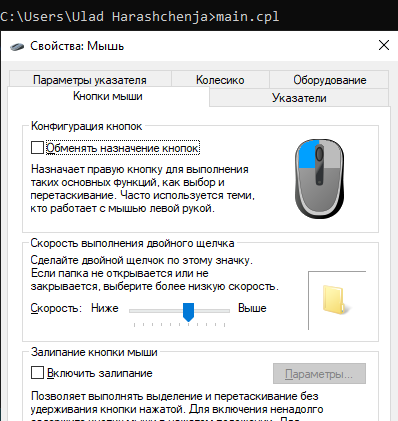 C:\Users\Ulad Harashchenja>main.cpl
Свойства: Мышь
Параметры указателя Колесико Оборудование
Кнопки мыши Указатели
Конфигурация кнопок
Обменять назначение кнопок
Назначает правую кнопку для выполнения
таких основных функций, как выбор и
перетаскивание. Часто используется теми,
кто работает с мышью левой рукой.
Скорость выполнения двойного щелчка
Сделайте двойной щелчок по этому значку.
Если папка не открывается или не
закрывается, выберите более низкую скорость.
Скорость: Ниже Выше
Залипание кнопки мыши
Включить залипание Параметры...
Позволяет выполнять выделение и перетаскивание без
удерживания кнопки нажатой. Для включения ненадолго